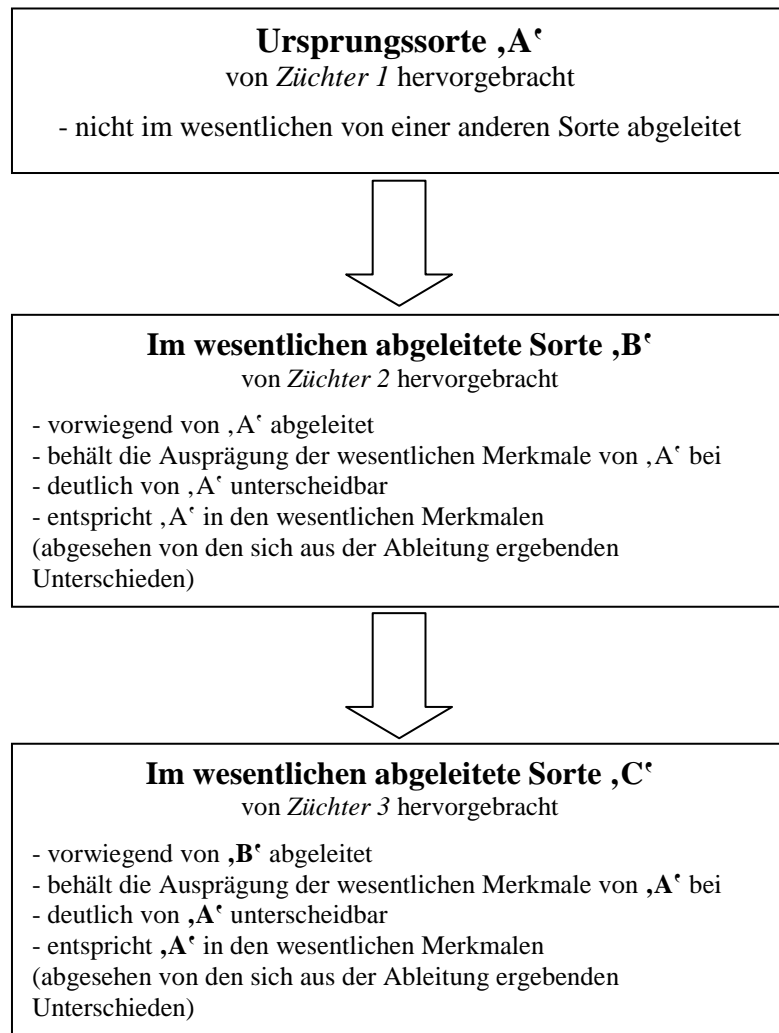 Ursprungssorte ‚A‛
von Züchter 1 hervorgebracht
- nicht im wesentlichen von einer anderen Sorte abgeleitet
Im wesentlichen abgeleitete Sorte ‚B‛
von Züchter 2 hervorgebracht
- vorwiegend von ‚A‛ abgeleitet
- behält die Ausprägung der wesentlichen Merkmale von ‚A‛ bei
- deutlich von ‚A‛ unterscheidbar
- entspricht ‚A‛ in den wesentlichen Merkmalen
(abgesehen von den sich aus der Ableitung ergebenden
Unterschieden)
Im wesentlichen abgeleitete Sorte ‚C‛
von Züchter 3 hervorgebracht
- vorwiegend von ‚B‛ abgeleitet
- behält die Ausprägung der wesentlichen Merkmale von ‚A‛ bei
- deutlich von ‚A‛ unterscheidbar
- entspricht ‚A‛ in den wesentlichen Merkmalen
(abgesehen von den sich aus der Ableitung ergebenden
Unterschieden)